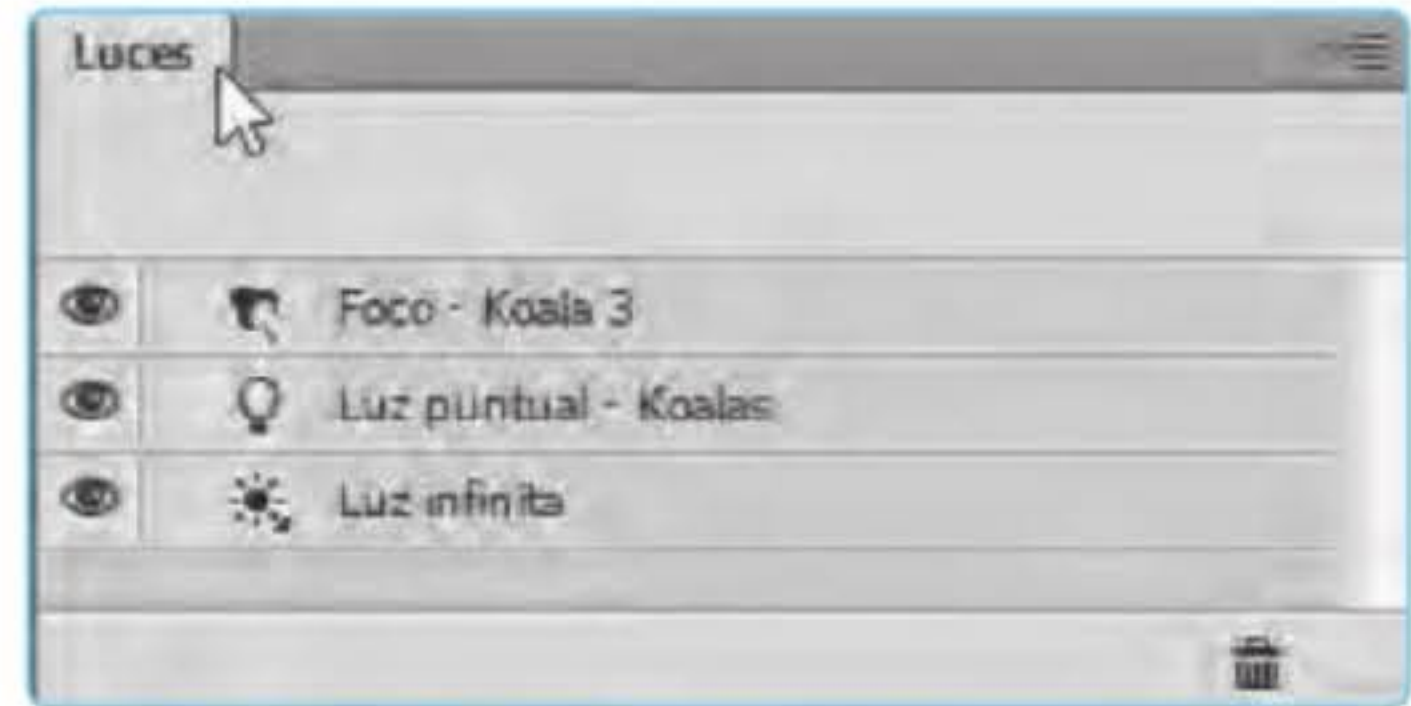 Luces
Foco - Koala 3
Luz puntual - Koalas
Luz infinita